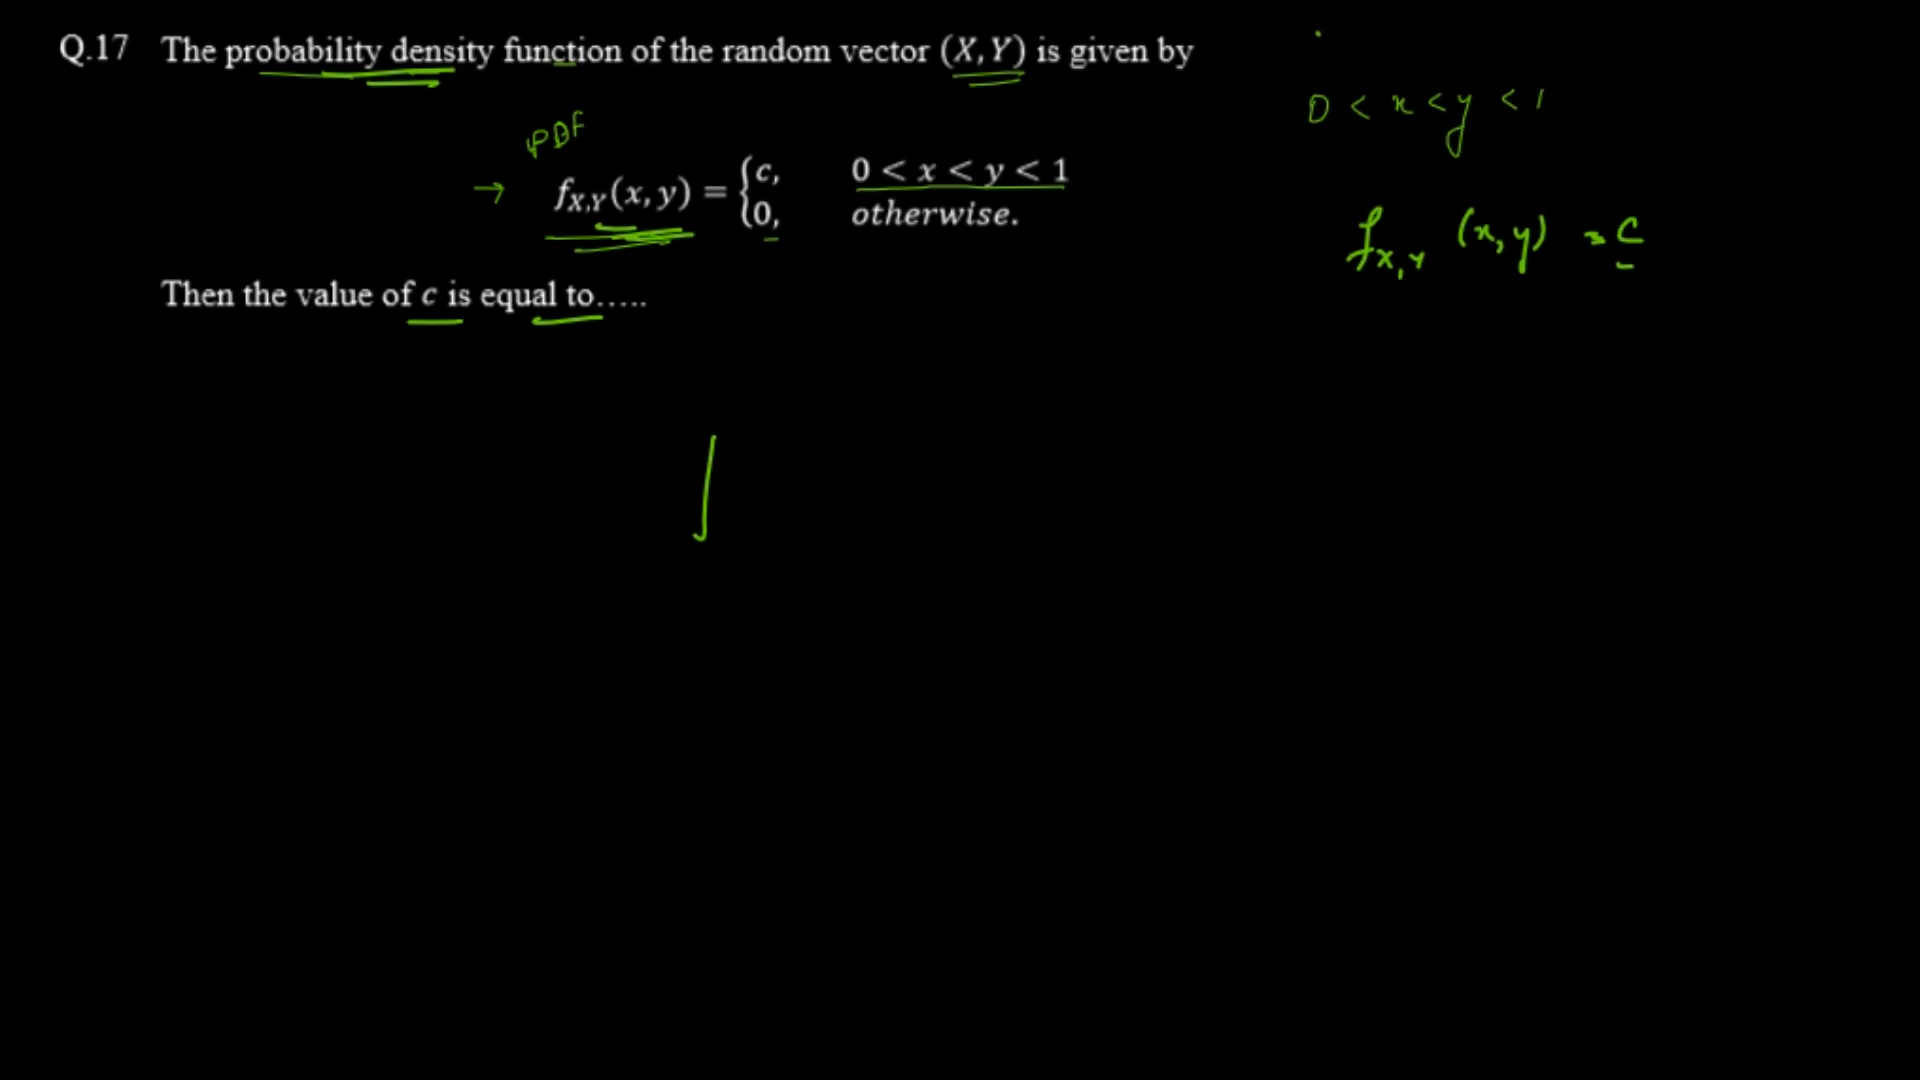 Q.17 The probability density function of the random vector (X, Y) is given by
0 < x < y < 1
PDF
→ f_{X,Y}(x, y) = { c, 0 < x < y < 1
0, otherwise.
f_{X,Y} (x, y) = c
Then the value of c is equal to.....
∫